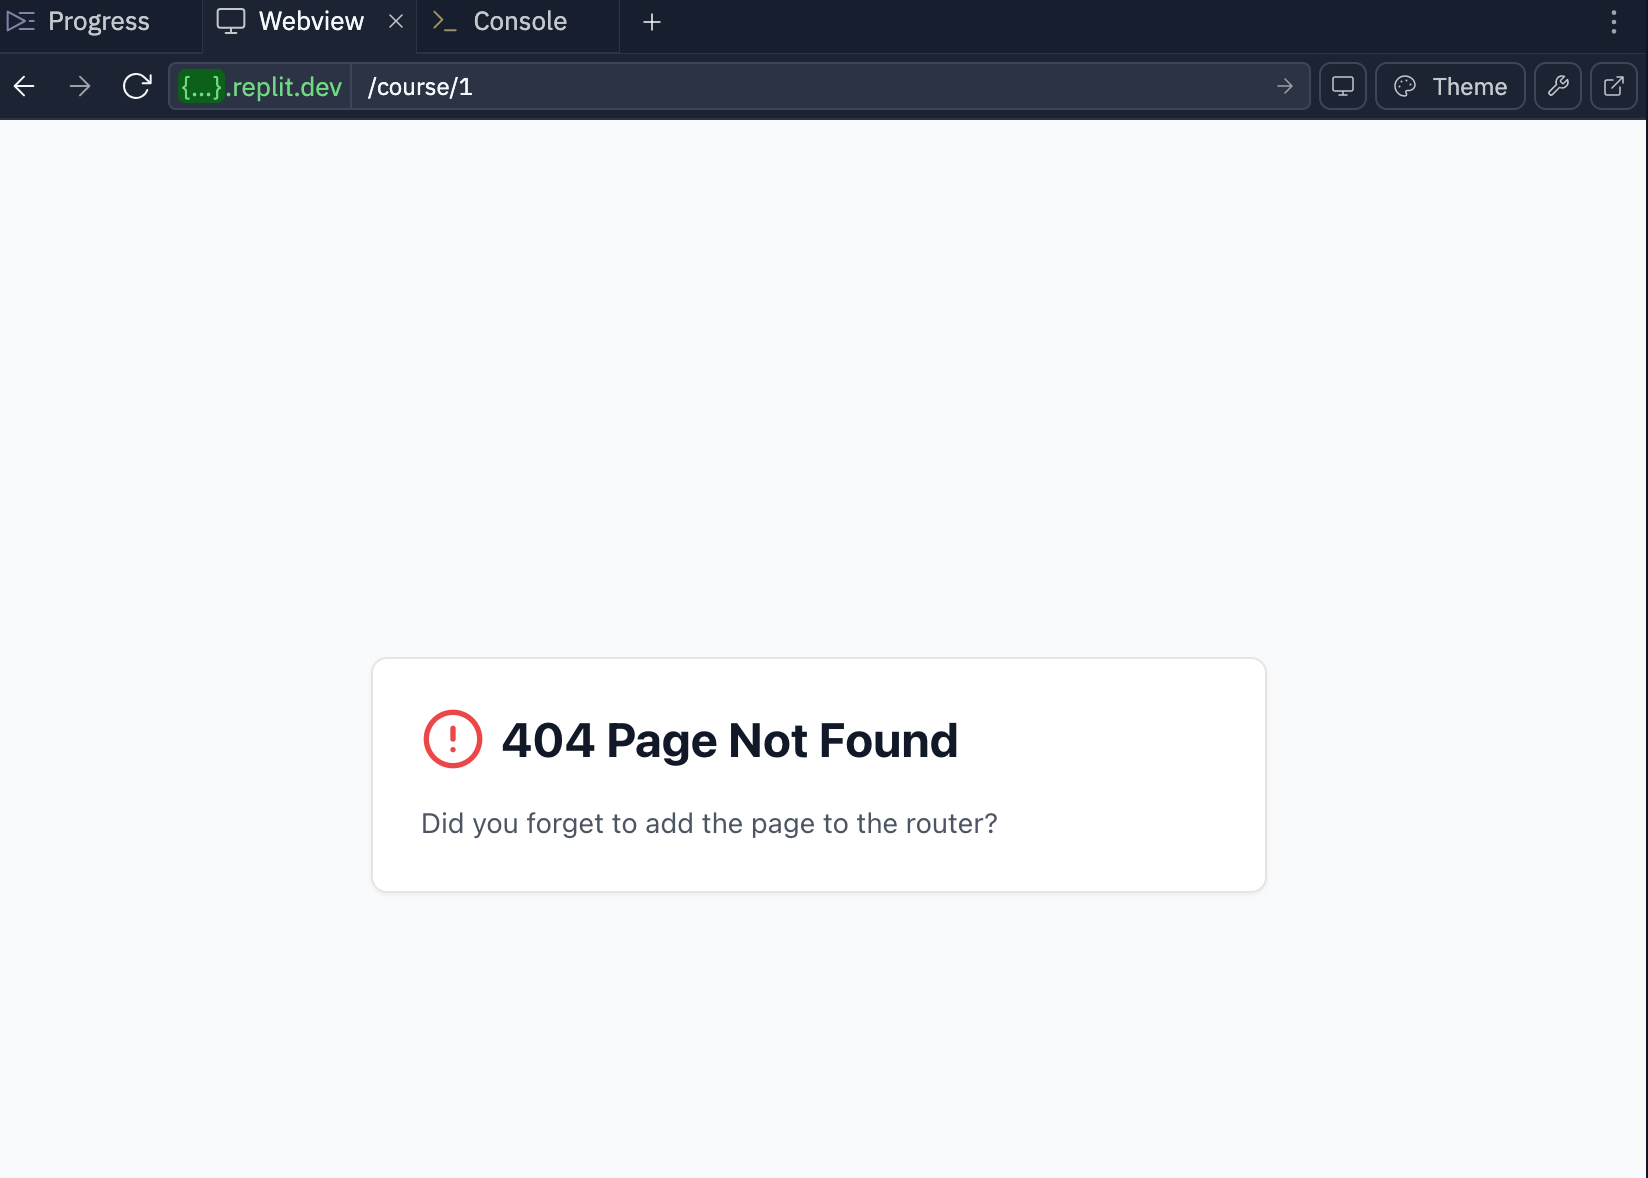 Progress
Webview
Console
{...}.replit.dev
/course/1
Theme
404 Page Not Found
Did you forget to add the page to the router?